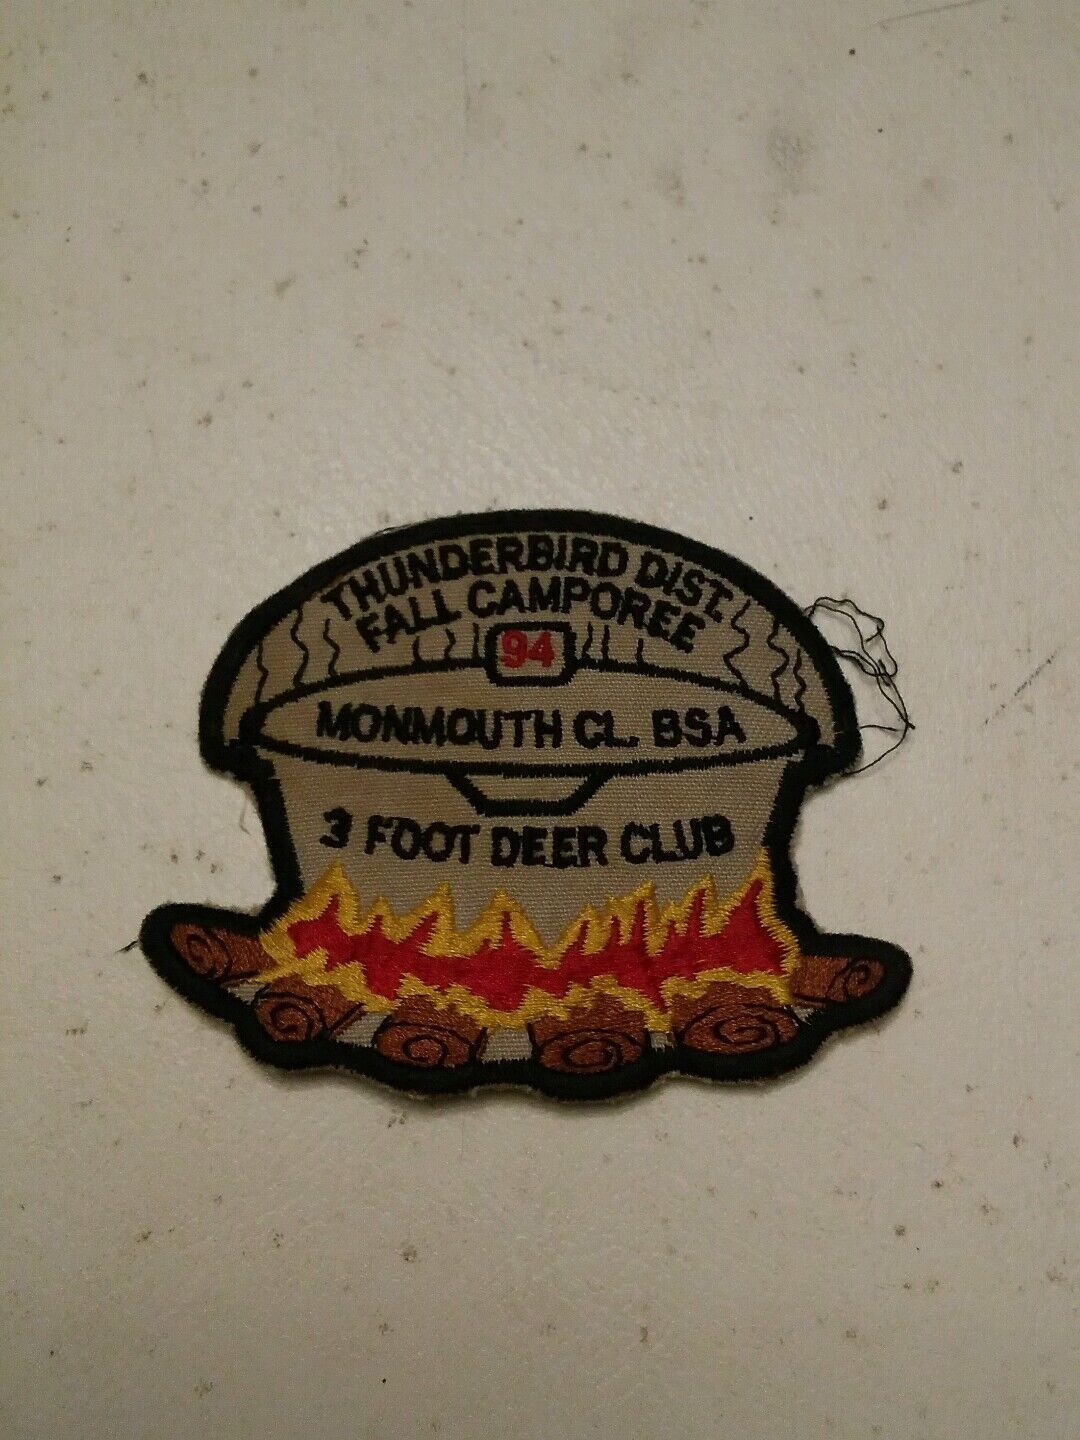 THUNDERBIRD DIST.
FALL CAMPOREE
94
MONMOUTH CL. BSA
3 FOOT DEER CLUB